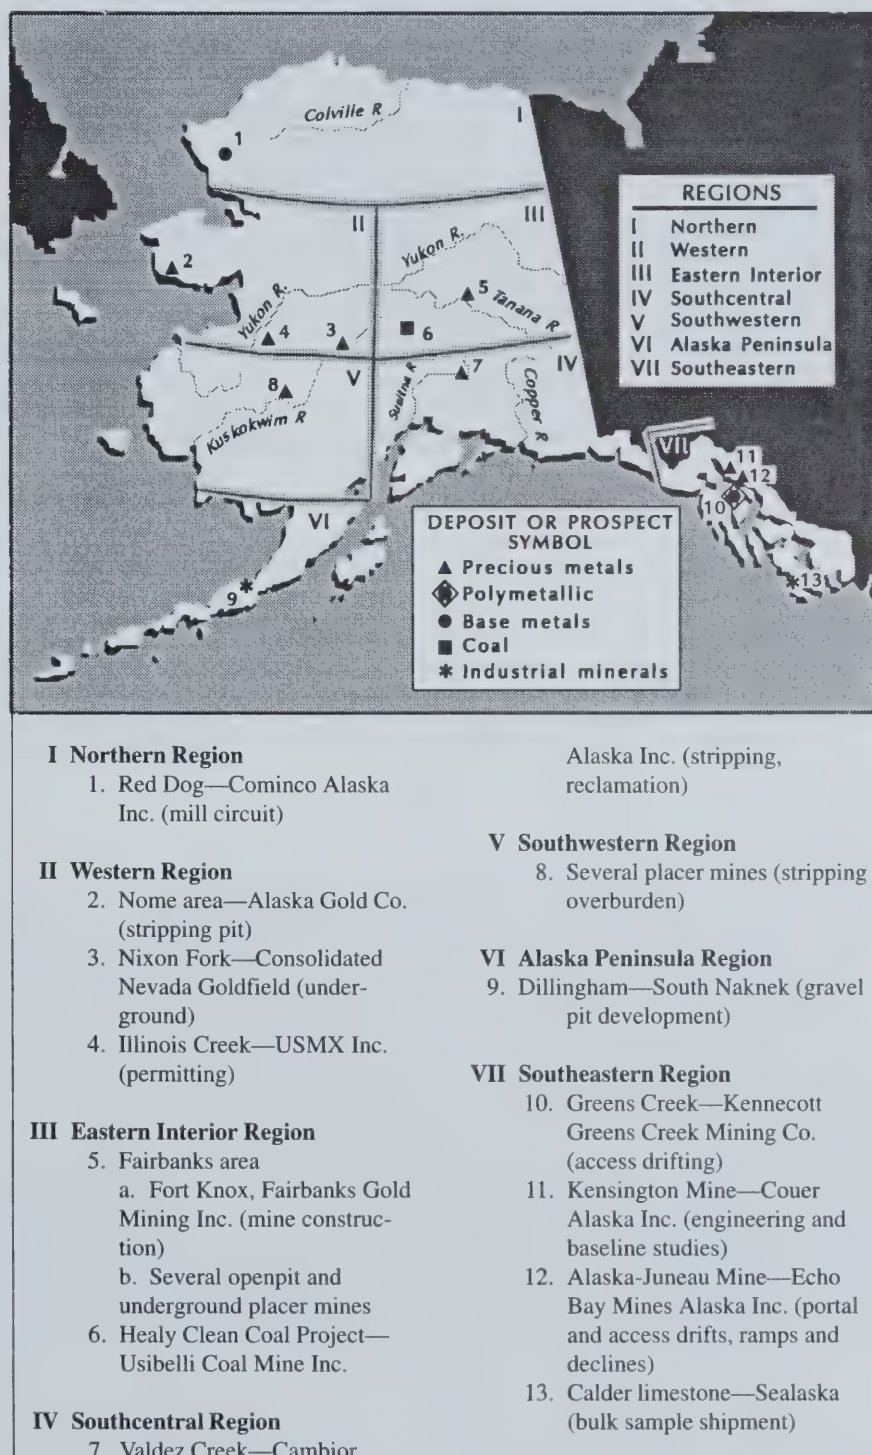 Colville R
I
1
REGIONS
I Northern
II Western
III Eastern Interior
IV Southcentral
V Southwestern
VI Alaska Peninsula
VII Southeastern
II
III
Yukon R.
2
5
Yukon R.
Tanana R
4
3
6
V
7
IV
8
Susitna R
Copper R
Kuskokwim R
VII
11
12
10
VI
DEPOSIT OR PROSPECT
SYMBOL
Precious metals
Polymetallic
Base metals
Coal
Industrial minerals
9
13
I Northern Region
1. Red Dog—Cominco Alaska
Inc. (mill circuit)
II Western Region
2. Nome area—Alaska Gold Co.
(stripping pit)
3. Nixon Fork—Consolidated
Nevada Goldfield (under-
ground)
4. Illinois Creek—USMX Inc.
(permitting)
III Eastern Interior Region
5. Fairbanks area
a. Fort Knox, Fairbanks Gold
Mining Inc. (mine construc-
tion)
b. Several openpit and
underground placer mines
6. Healy Clean Coal Project—
Usibelli Coal Mine Inc.
IV Southcentral Region
7. Valdez Creek—Cambior
Alaska Inc. (stripping,
reclamation)
V Southwestern Region
8. Several placer mines (stripping
overburden)
VI Alaska Peninsula Region
9. Dillingham—South Naknek (gravel
pit development)
VII Southeastern Region
10. Greens Creek—Kennecott
Greens Creek Mining Co.
(access drifting)
11. Kensington Mine—Couer
Alaska Inc. (engineering and
baseline studies)
12. Alaska-Juneau Mine—Echo
Bay Mines Alaska Inc. (portal
and access drifts, ramps and
declines)
13. Calder limestone—Sealaska
(bulk sample shipment)